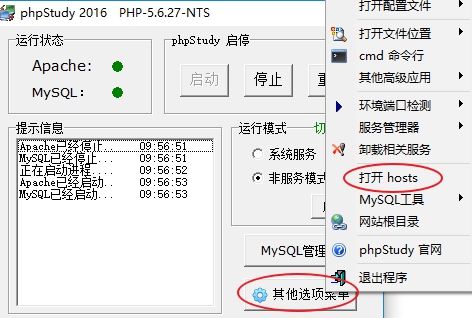 phpStudy 2016 PHP-5.6.27-NTS
运行状态
Apache:
MySQL:
phpStudy 启停
启动
停止
提示信息
Apache已经停止... 09:56:51
MySQL已经停止... 09:56:51
正在启动进程.... 09:56:52
Apache已经启动.. 09:56:53
MySQL已经启动... 09:56:53
运行模式
切
系统服务
非服务模式
MySQL管理
其他选项菜单
打开配置文件
打开文件位置
cmd 命令行
其他高级应用
环境端口检测
服务管理器
卸载相关服务
打开 hosts
MySQL工具
网站根目录
phpStudy 官网
退出程序